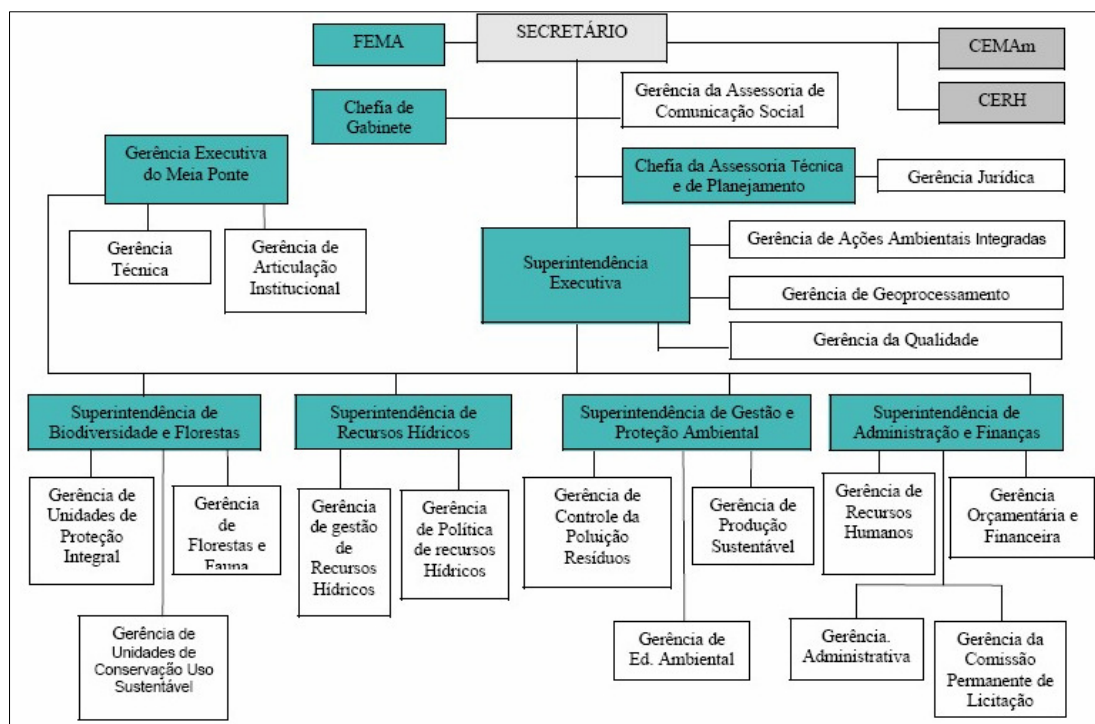 FEMA
SECRETÁRIO
CEMAm
CERH
Chefia de
Gabinete
Gerência da Assessoria de
Comunicação Social
Gerência Executiva
do Meia Ponte
Chefia da Assessoria Técnica
e de Planejamento
Gerência Jurídica
Gerência
Técnica
Gerência de
Articulação
Institucional
Superintendência
Executiva
Gerência de Ações Ambientais Integradas
Gerência de Geoprocessamento
Gerência da Qualidade
Superintendência de
Biodiversidade e Florestas
Superintendência de
Recursos Hídricos
Superintendência de Gestão e
Proteção Ambiental
Superintendência de
Administração e Finanças
Gerência de
Unidades de
Proteção
Integral
Gerência
de
Florestas e
Fauna
Gerência
de gestão
de
Recursos
Hídricos
Gerência
de Política
de recursos
Hídricos
Gerência de
Controle da
Poluição
Resíduos
Gerência de
Produção
Sustentável
Gerência de
Recursos
Humanos
Gerência
Orçamentária e
Financeira
Gerência de
Unidades de
Conservação Uso
Sustentável
Gerência de
Ed. Ambiental
Gerência.
Administrativa
Gerência da
Comissão
Permanente de
Licitação